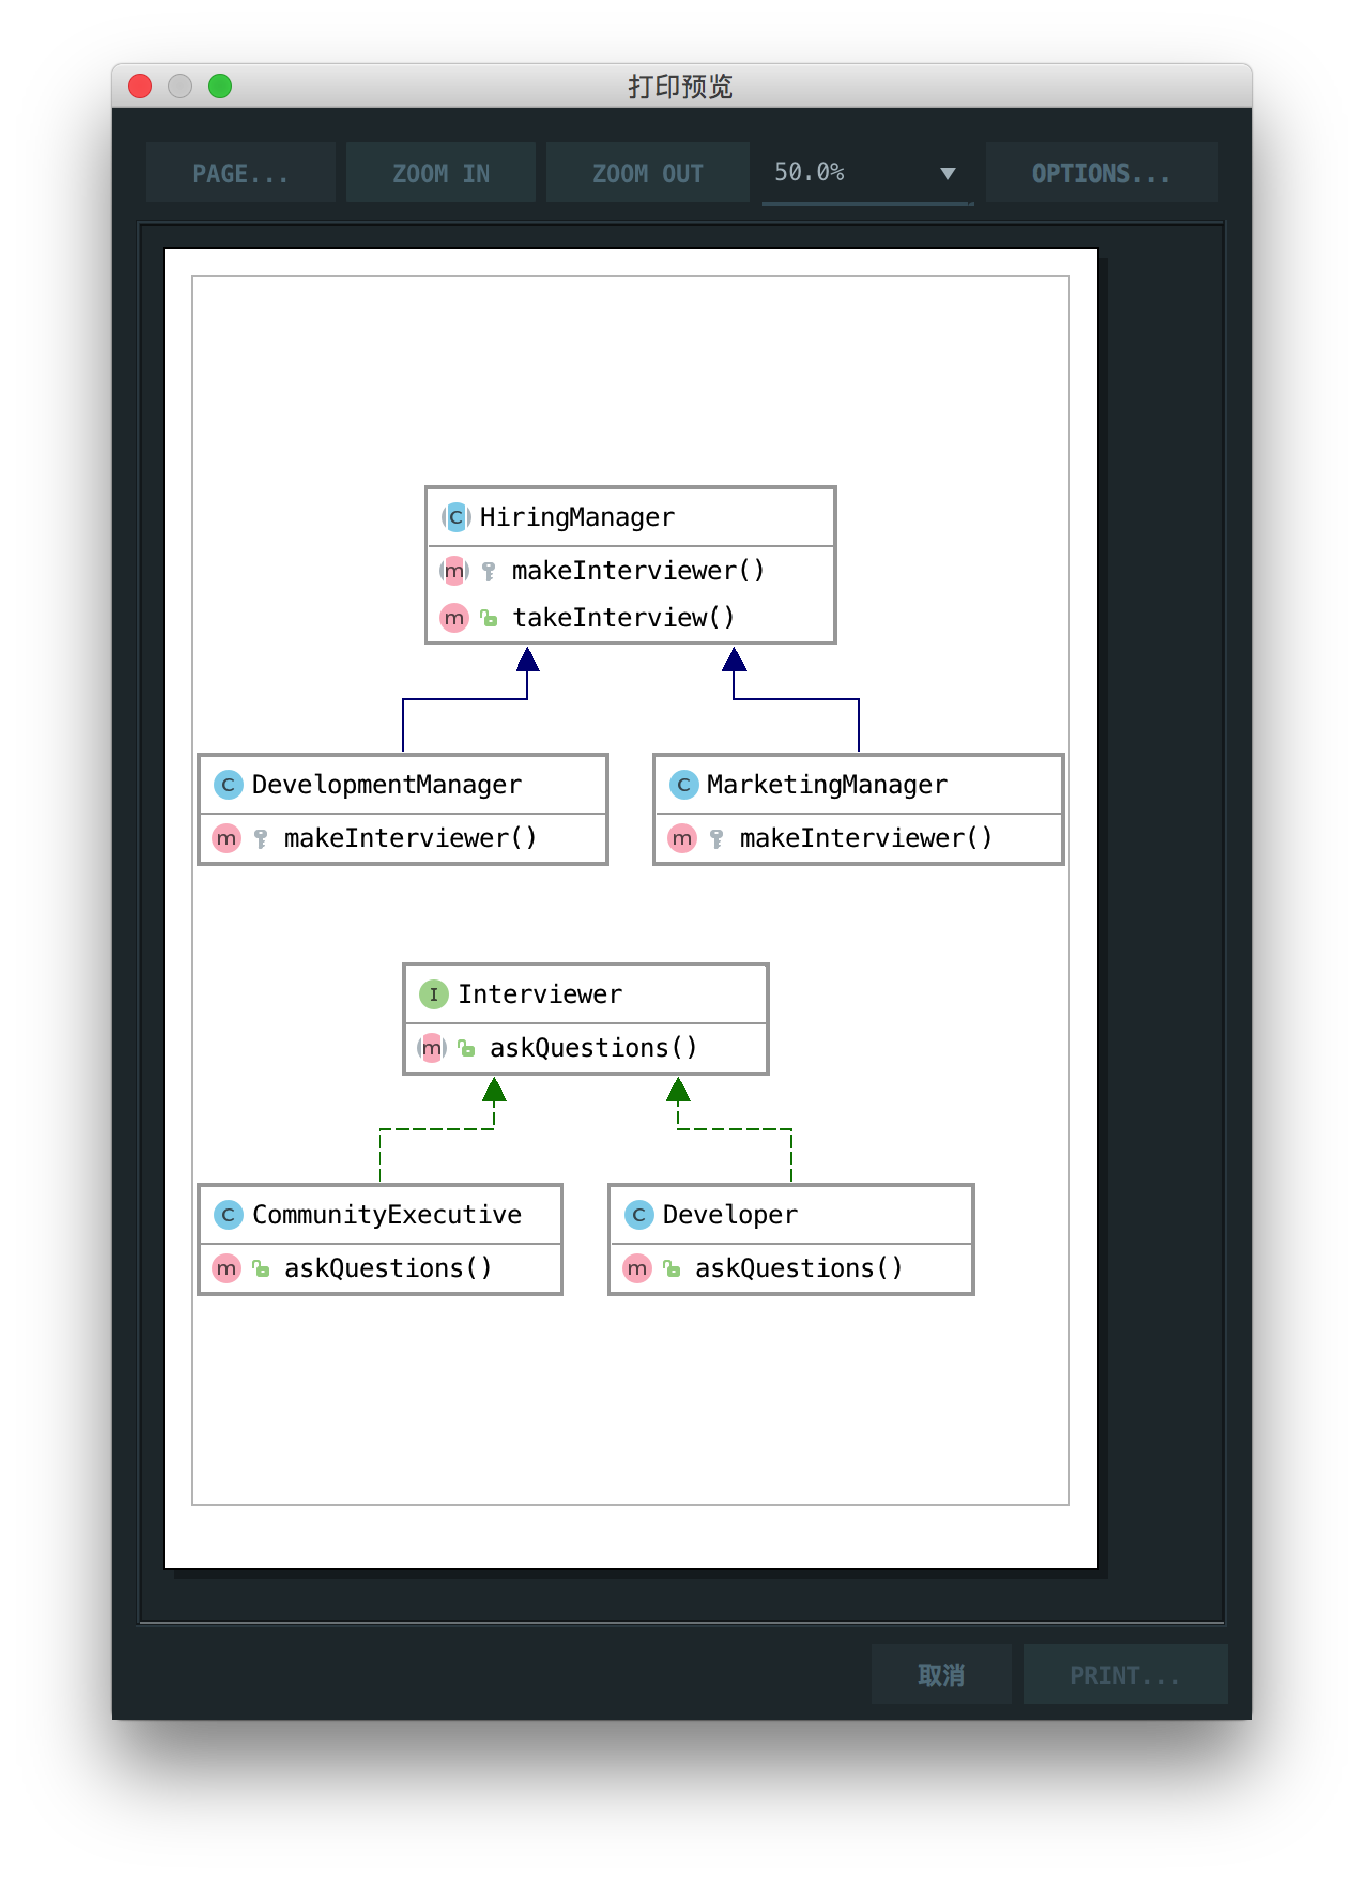 打印预览
PAGE... ZOOM IN ZOOM OUT 50.0% OPTIONS...
C HiringManager
m makeInterviewer()
m takeInterview()
C DevelopmentManager
m makeInterviewer()
C MarketingManager
m makeInterviewer()
I Interviewer
m askQuestions()
C CommunityExecutive
m askQuestions()
C Developer
m askQuestions()
取消 PRINT...